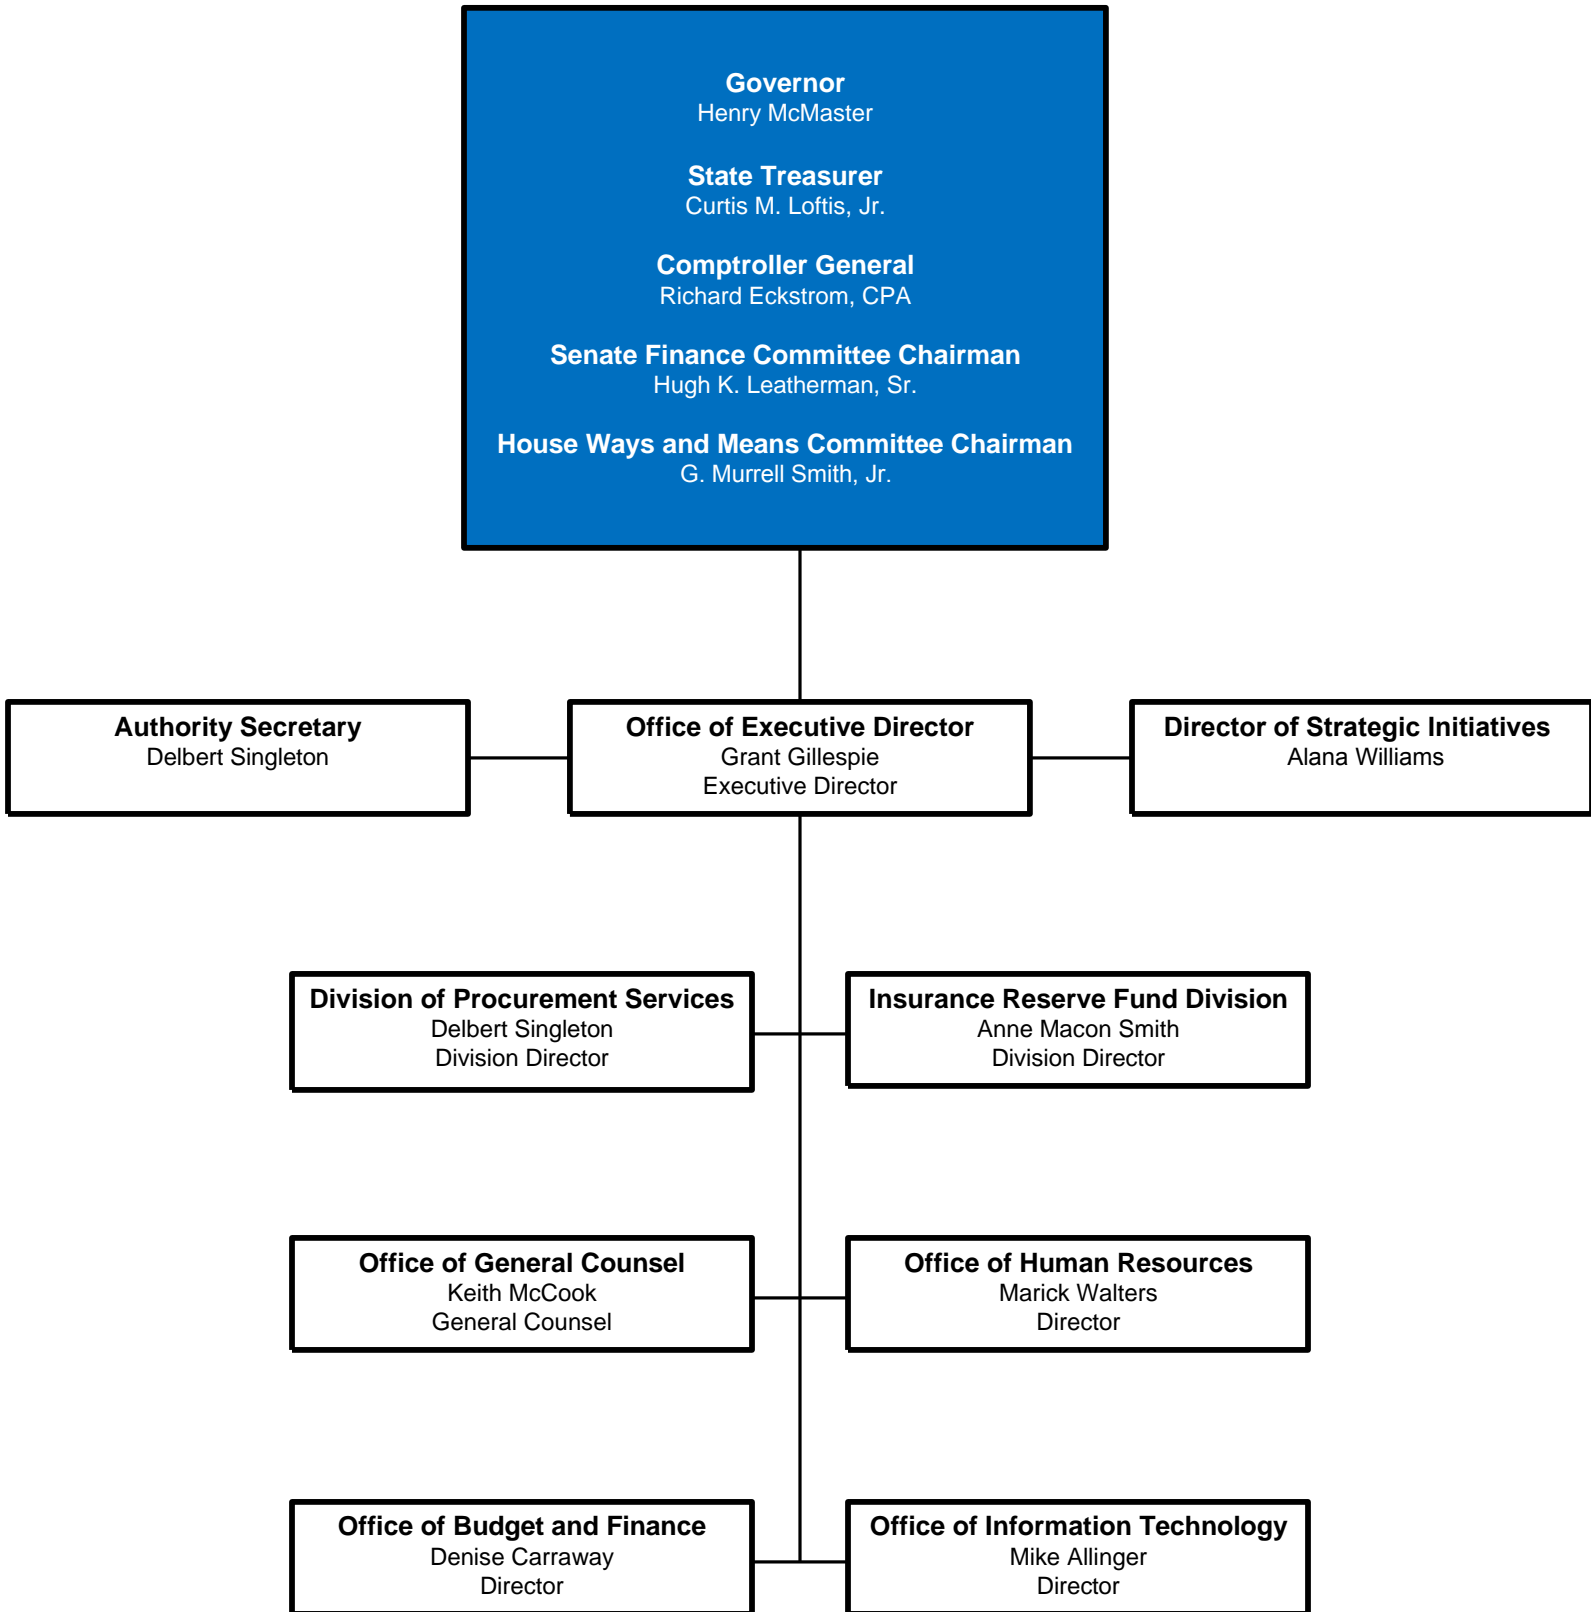 Governor
Henry McMaster
State Treasurer
Curtis M. Loftis, Jr.
Comptroller General
Richard Eckstrom, CPA
Senate Finance Committee Chairman
Hugh K. Leatherman, Sr.
House Ways and Means Committee Chairman
G. Murrell Smith, Jr.
Authority Secretary
Delbert Singleton
Office of Executive Director
Grant Gillespie
Executive Director
Director of Strategic Initiatives
Alana Williams
Division of Procurement Services
Delbert Singleton
Division Director
Insurance Reserve Fund Division
Anne Macon Smith
Division Director
Office of General Counsel
Keith McCook
General Counsel
Office of Human Resources
Marick Walters
Director
Office of Budget and Finance
Denise Carraway
Director
Office of Information Technology
Mike Allinger
Director